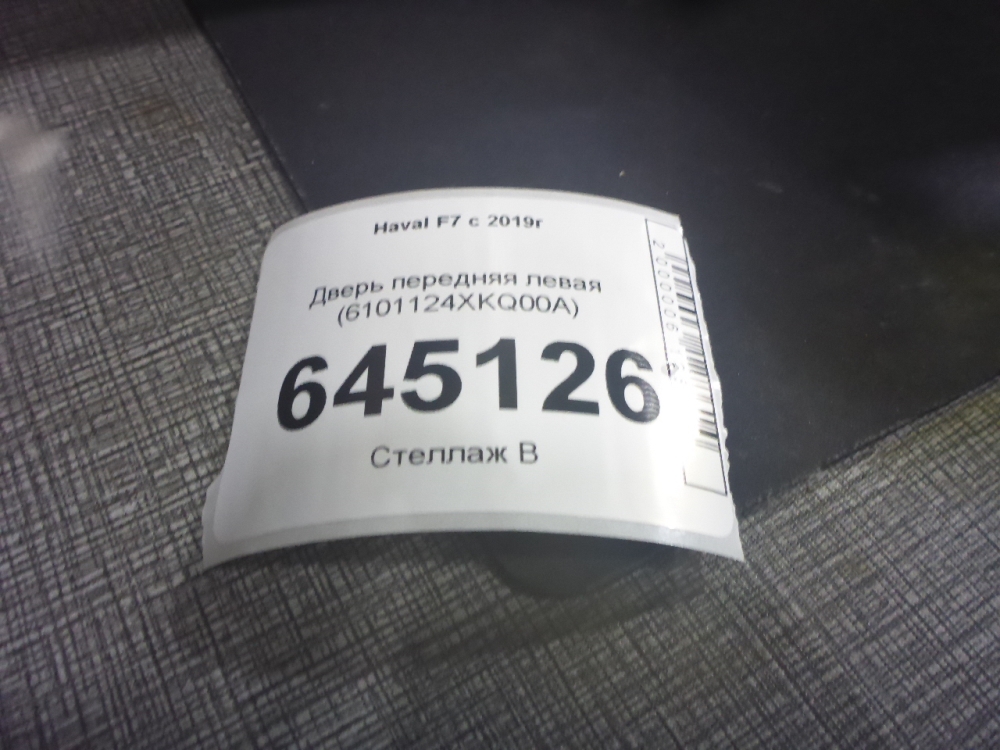 Haval F7 с 2019г
Дверь передняя левая
(6101124XKQ00A)
645126
Стеллаж В